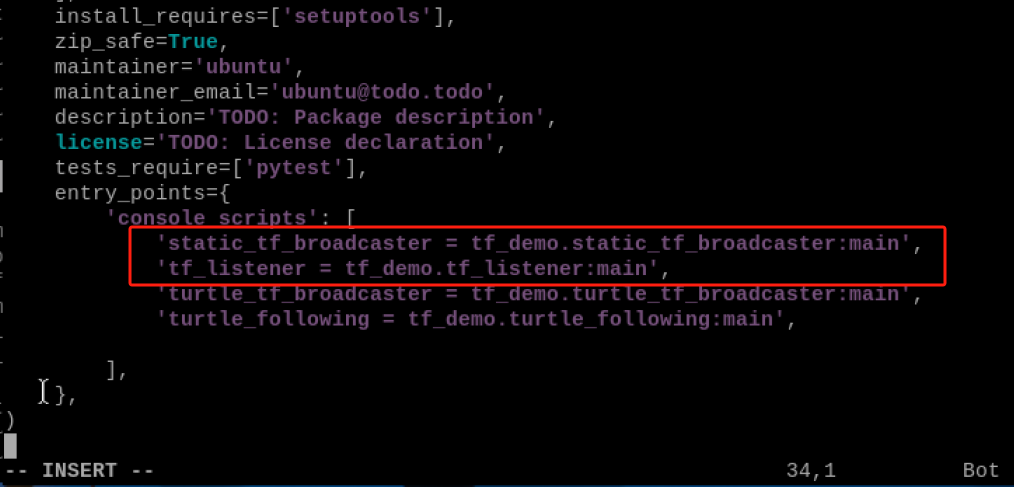 install_requires=['setuptools'],
zip_safe=True,
maintainer='ubuntu',
maintainer_email='ubuntu@todo.todo',
description='TODO: Package description',
license='TODO: License declaration',
tests_require=['pytest'],
entry_points={
'console_scripts': [
'static_tf_broadcaster = tf_demo.static_tf_broadcaster:main',
'tf_listener = tf_demo.tf_listener:main',
'turtle_tf_broadcaster = tf_demo.turtle_tf_broadcaster:main',
'turtle_following = tf_demo.turtle_following:main',
],
},
)
-- INSERT -- 34,1 Bot